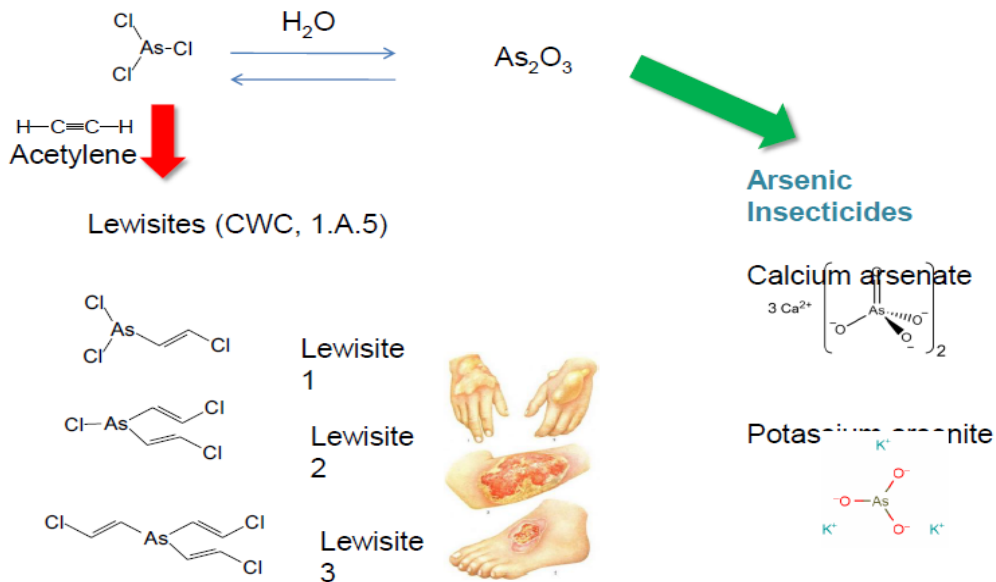 Cl
As-Cl
Cl
H₂O
As₂O₃
H−C≡C−H
Acetylene
Arsenic
Insecticides
Lewisites (CWC, 1.A.5)
Calcium arsenate
Cl
As
Cl
Cl
Lewisite
1
3 Ca²⁺
O
As
⁻O
O⁻
O⁻
2
Cl-As
Cl
Cl
Lewisite
2
Potassium arsenite
K⁺
O⁻
⁻O
As
K⁺
O⁻
K⁺
Cl
As
Cl
Cl
Lewisite
3